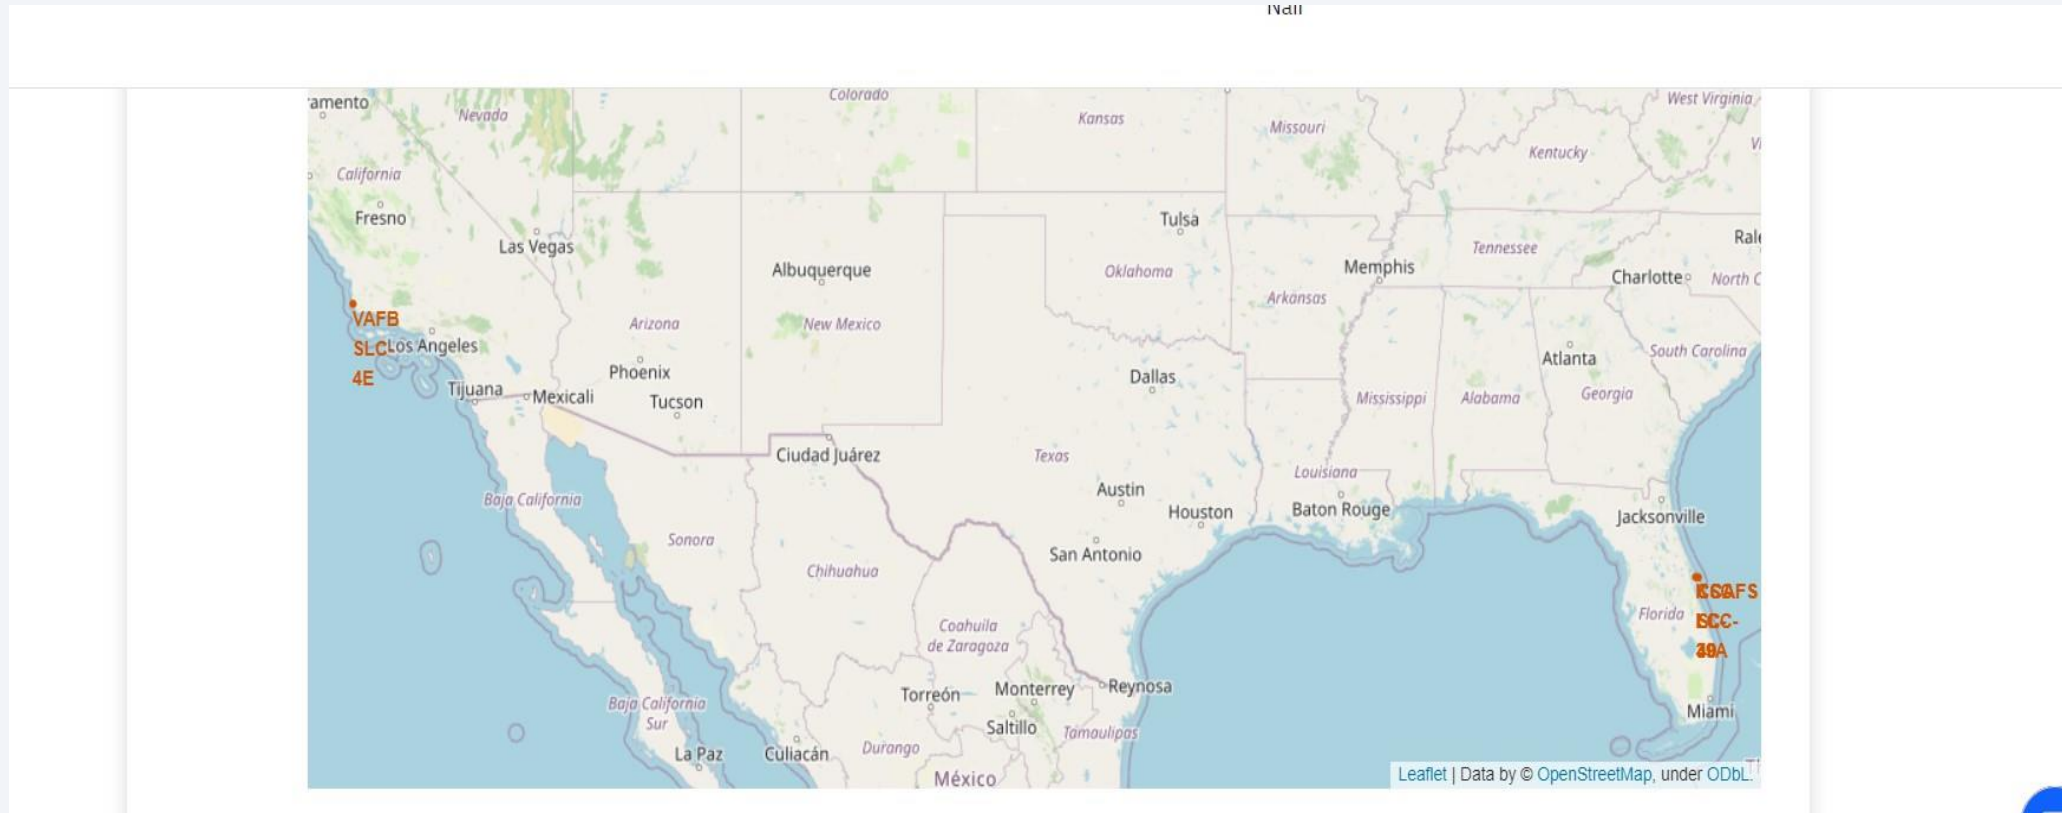 Nevada
Colorado
Kansas
Missouri
West Virginia
California
Kentucky
Fresno
Las Vegas
Albuquerque
Tulsa
Oklahoma
Memphis
Tennessee
Charlotte
North C
VAFB
SLC-
4E
Los Angeles
Arizona
New Mexico
Arkansas
Atlanta
South Carolina
Tijuana
Mexicali
Phoenix
Tucson
Dallas
Mississippi
Alabama
Georgia
Ciudad Juárez
Texas
Louisiana
Baja California
Austin
Houston
Baton Rouge
Jacksonville
Sonora
San Antonio
Chihuahua
Florida
Coahuila
de Zaragoza
Baja California
Sur
Torreón
Monterrey
Reynosa
Saltillo
Tamaulipas
Miami
La Paz
Culiacán
Durango
México
Leaflet | Data by © OpenStreetMap, under ODbL.